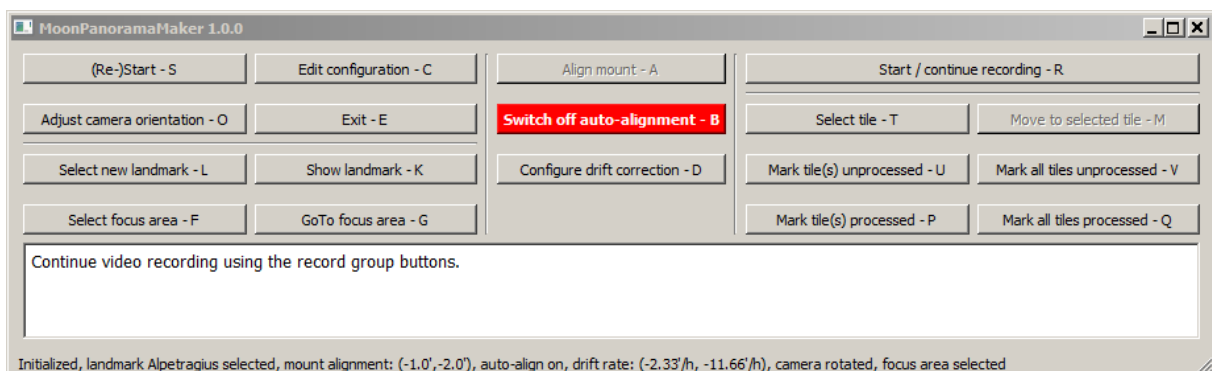 MoonPanoramaMaker 1.0.0
(Re-)Start - S
Edit configuration - C
Align mount - A
Start / continue recording - R
Adjust camera orientation - O
Exit - E
Switch off auto-alignment - B
Select tile - T
Move to selected tile - M
Select new landmark - L
Show landmark - K
Configure drift correction - D
Mark tile(s) unprocessed - U
Mark all tiles unprocessed - V
Select focus area - F
GoTo focus area - G
Mark tile(s) processed - P
Mark all tiles processed - Q
Continue video recording using the record group buttons.
Initialized, landmark Alpetragius selected, mount alignment: (-1.0',-2.0'), auto-align on, drift rate: (-2.33'/h, -11.66'/h), camera rotated, focus area selected